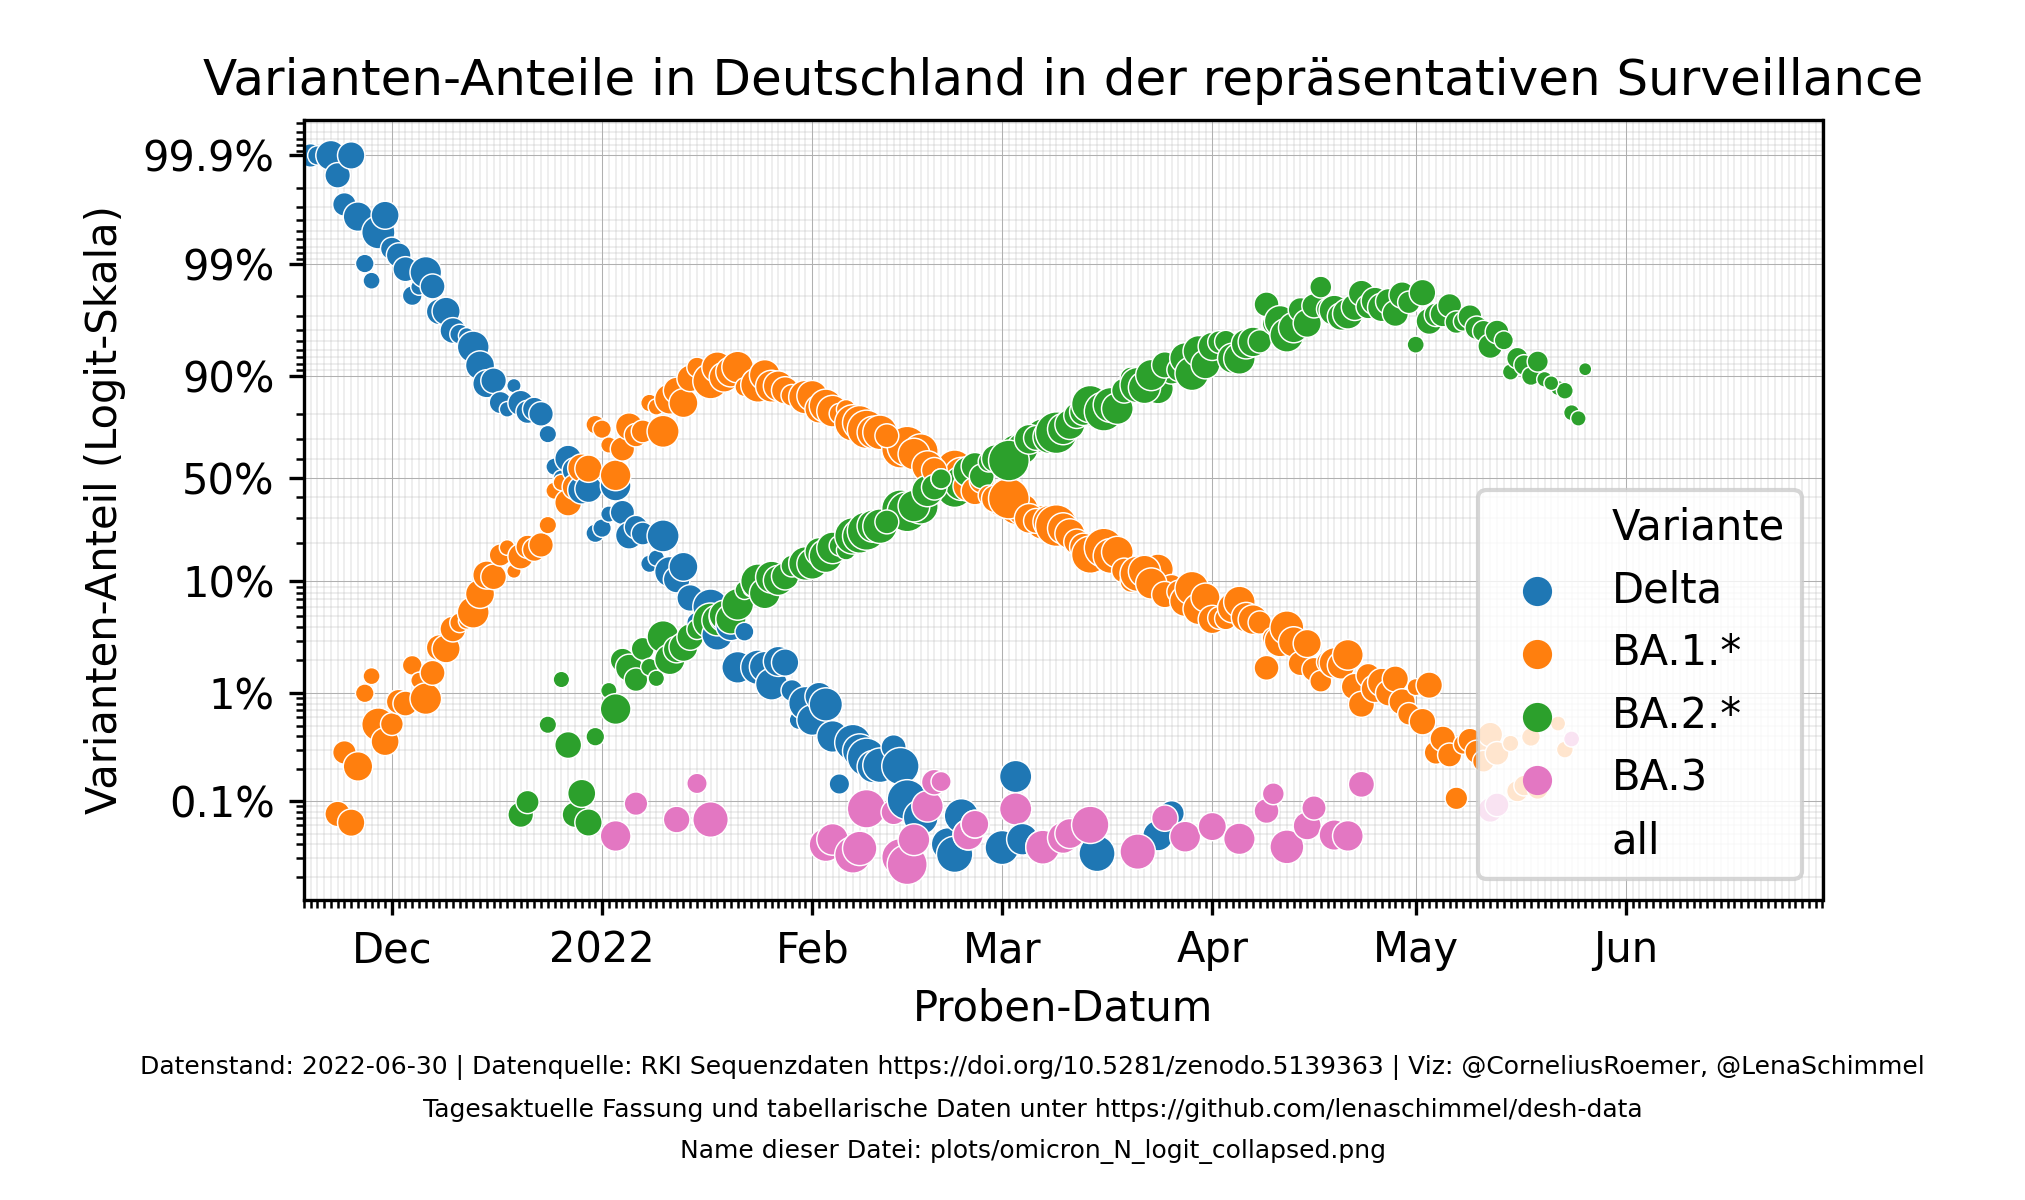 Varianten-Anteile in Deutschland in der repräsentativen Surveillance
Varianten-Anteil (Logit-Skala)
99.9%
99%
90%
50%
10%
1%
0.1%
Variante
Delta
BA.1.*
BA.2.*
BA.3
all
Dec
2022
Feb
Mar
Apr
May
Jun
Proben-Datum
Datenstand: 2022-06-30 | Datenquelle: RKI Sequenzdaten https://doi.org/10.5281/zenodo.5139363 | Viz: @CorneliusRoemer, @LenaSchimmel
Tagesaktuelle Fassung und tabellarische Daten unter https://github.com/lenaschimmel/desh-data
Name dieser Datei: plots/omicron_N_logit_collapsed.png